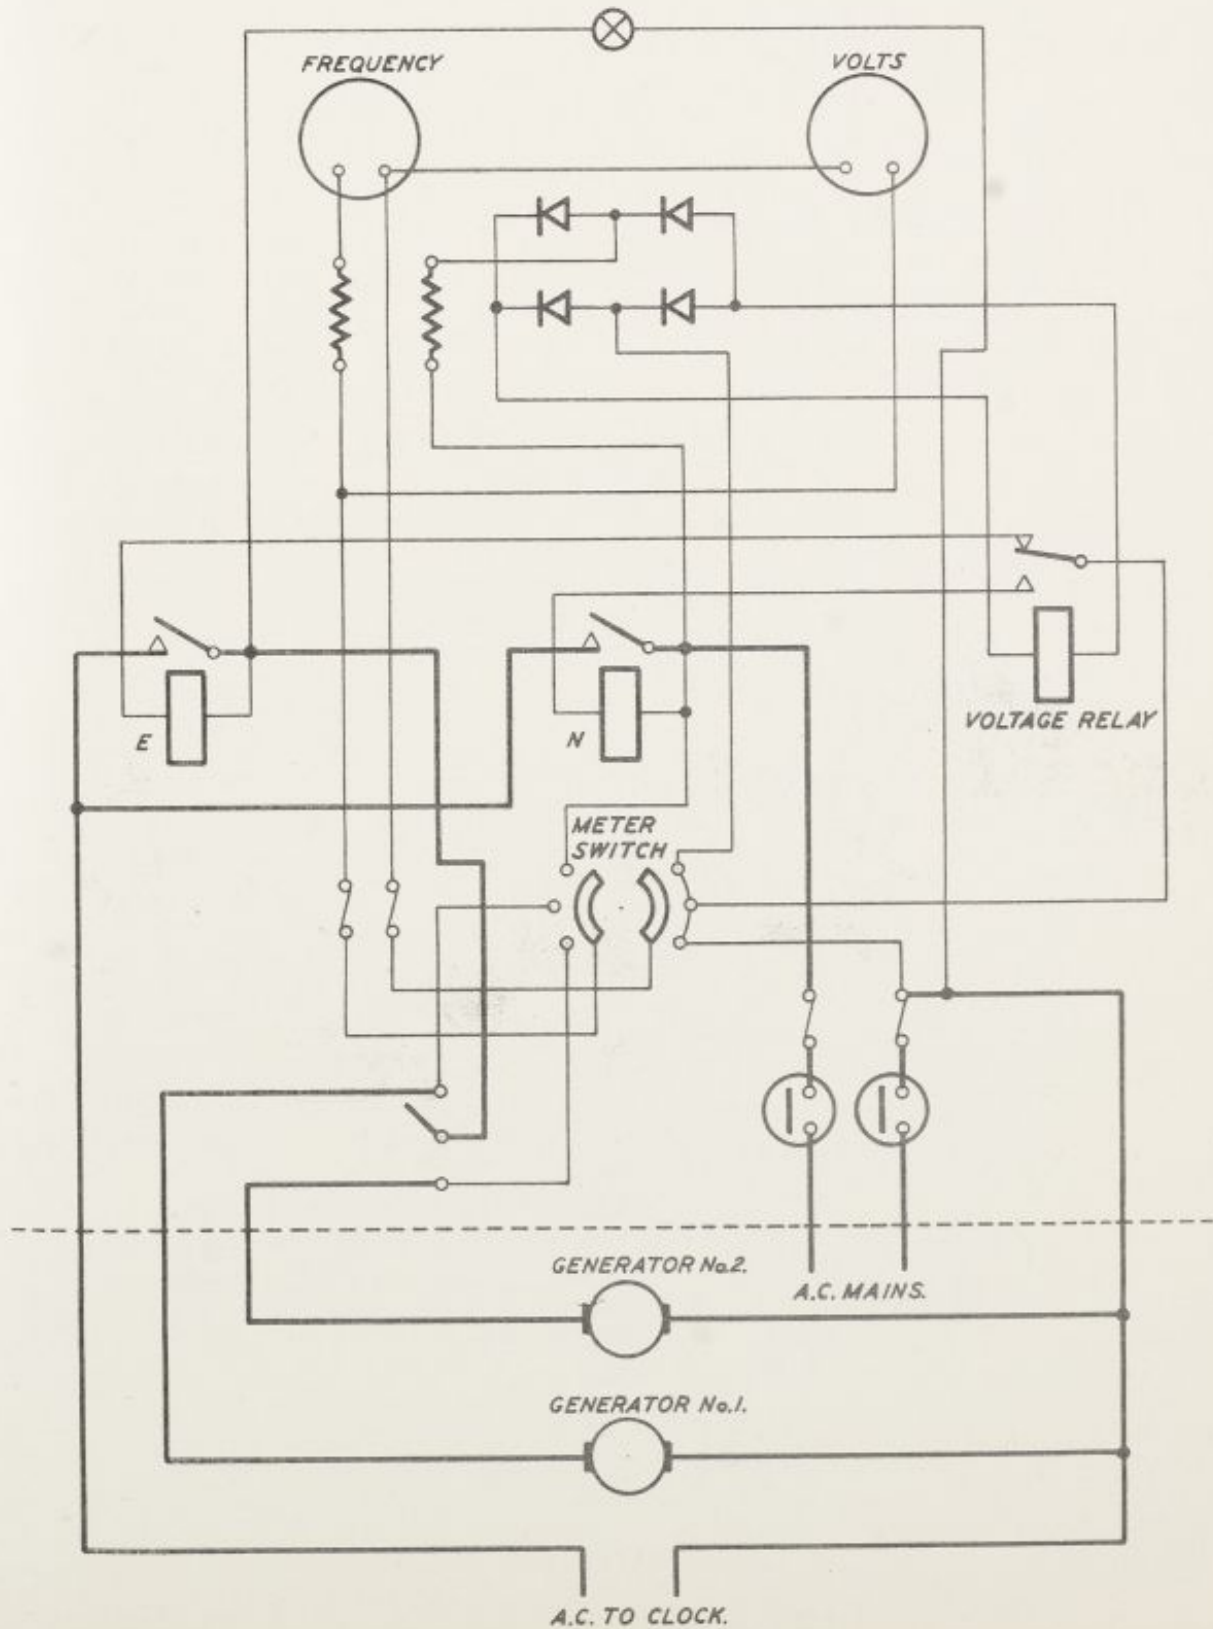 FREQUENCY
VOLTS
E
N
VOLTAGE RELAY
METER
SWITCH
GENERATOR No.2.
A.C. MAINS.
GENERATOR No.1.
A.C. TO CLOCK.